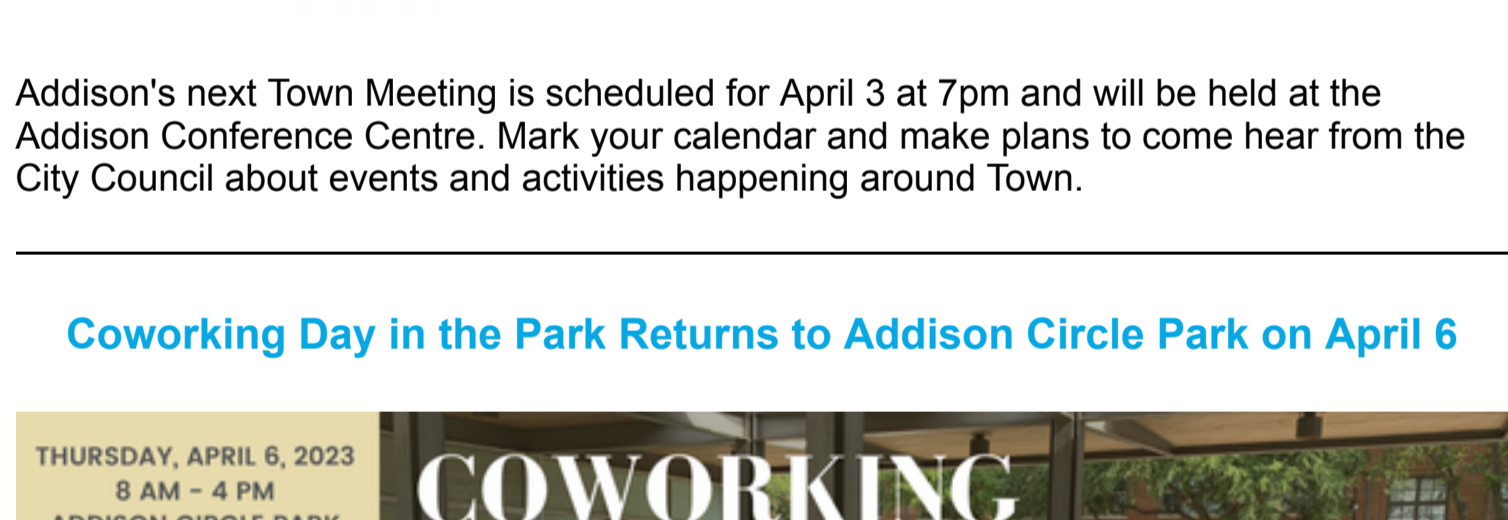 Addison's next Town Meeting is scheduled for April 3 at 7pm and will be held at the
Addison Conference Centre. Mark your calendar and make plans to come hear from the
City Council about events and activities happening around Town.
Coworking Day in the Park Returns to Addison Circle Park on April 6
THURSDAY, APRIL 6, 2023
8 AM – 4 PM
ADDISON CIRCLE PARK
COWORKING